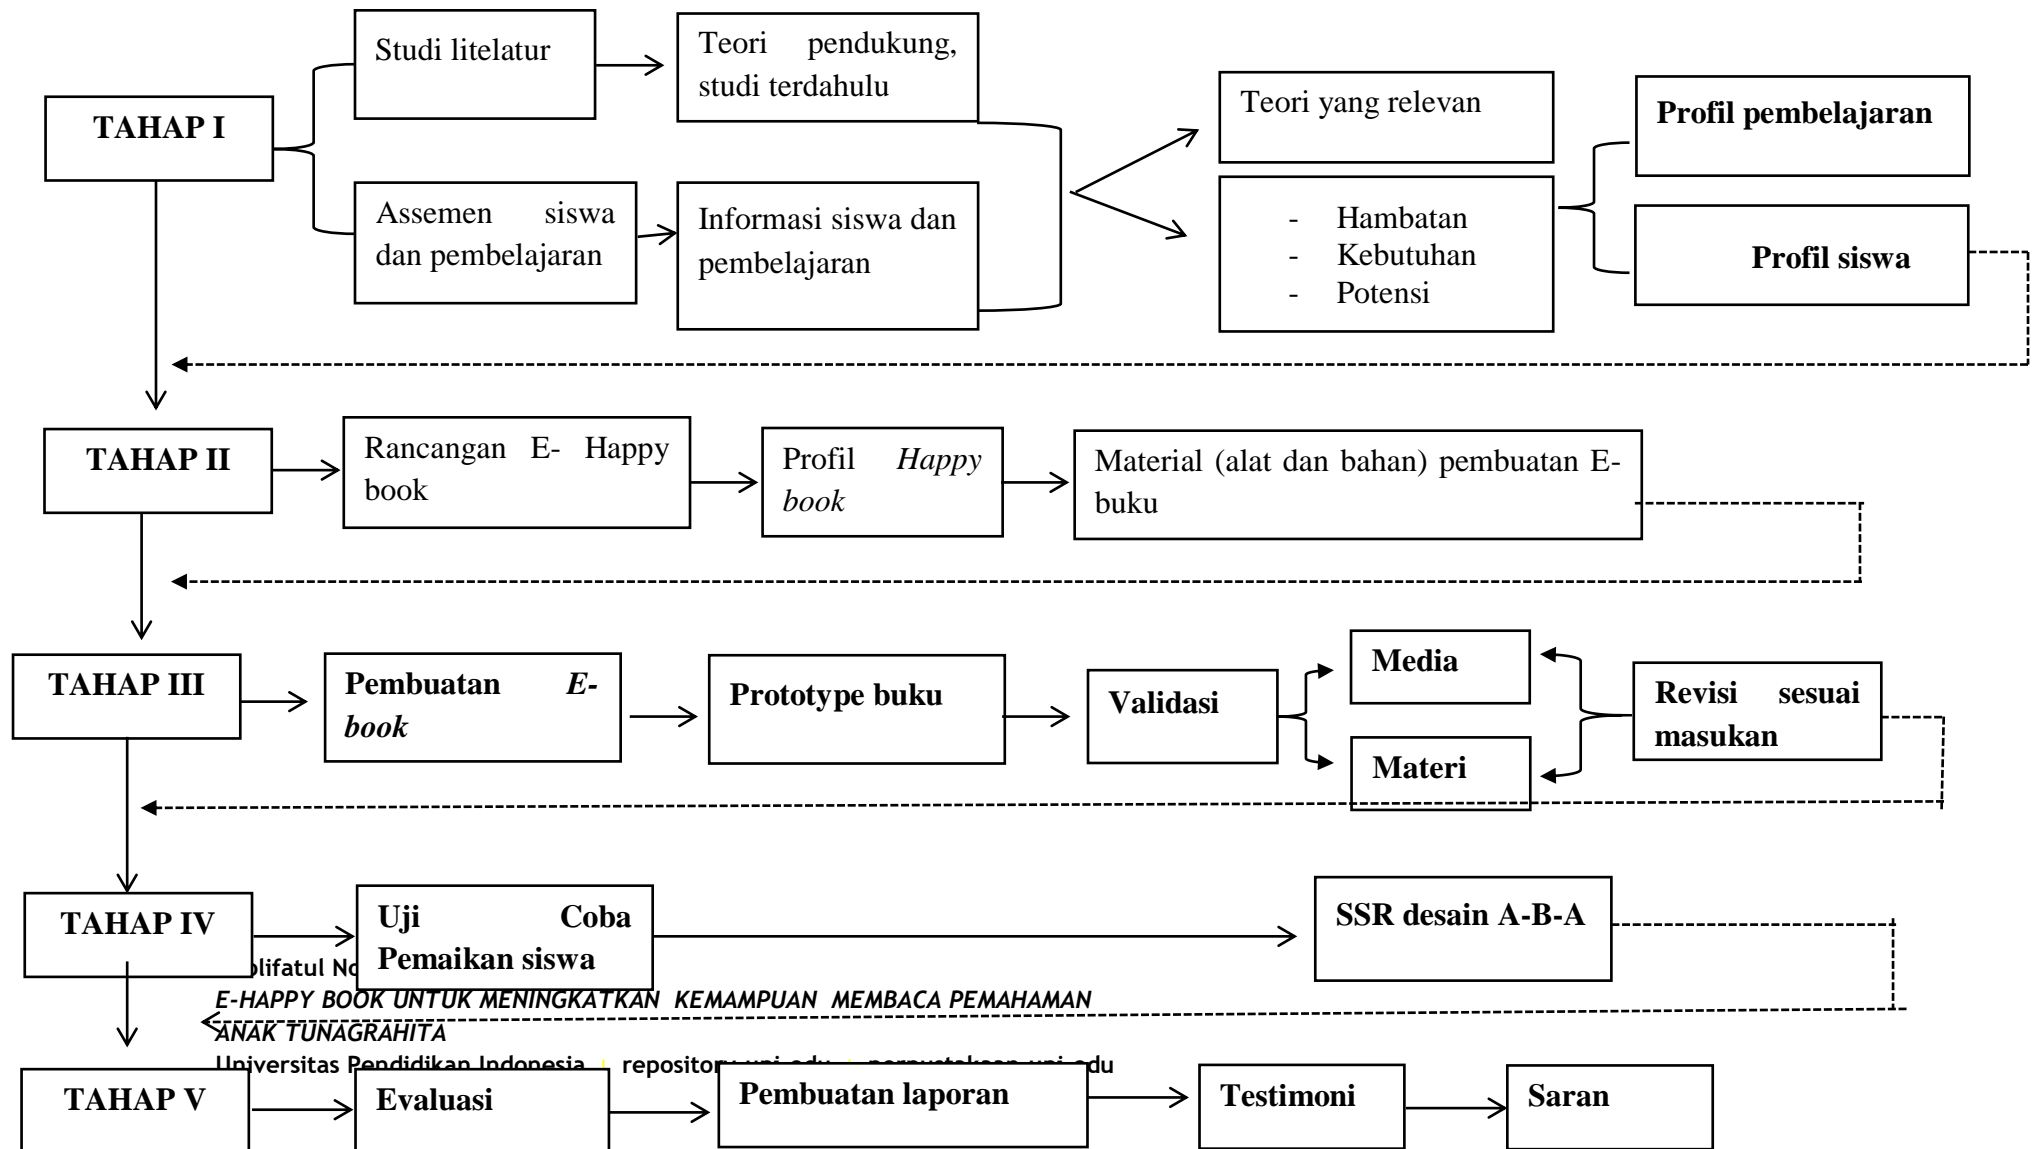 Studi litelatur
Teori pendukung,
studi terdahulu
TAHAP I
Assemen siswa
dan pembelajaran
Informasi siswa dan
pembelajaran
Teori yang relevan
- Hambatan
- Kebutuhan
- Potensi
Profil pembelajaran
Profil siswa
TAHAP II
Rancangan E- Happy
book
Profil Happy
book
Material (alat dan bahan) pembuatan E-
buku
TAHAP III
Pembuatan E-
book
Prototype buku
Validasi
Media
Materi
Revisi sesuai
masukan
TAHAP IV
Uji Coba
Pemaikan siswa
SSR desain A-B-A
E-HAPPY BOOK UNTUK MENINGKATKAN KEMAMPUAN MEMBACA PEMAHAMAN
ANAK TUNAGRAHITA
Universitas Pendidikan Indonesia
TAHAP V
Evaluasi
Pembuatan laporan
Testimoni
Saran